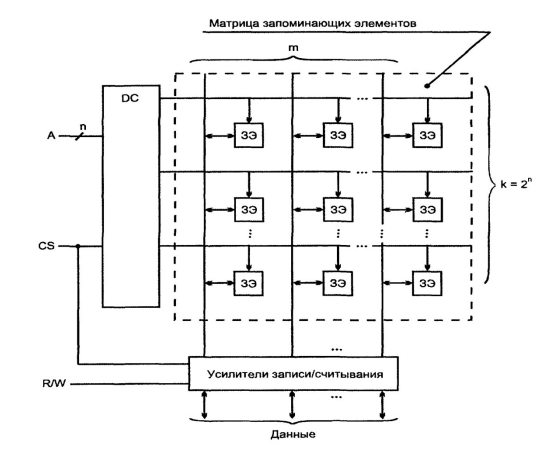 Матрица запоминающих элементов
m
DC
...
n
A
ЗЭ ЗЭ ЗЭ
...
k = 2ⁿ
ЗЭ ЗЭ ЗЭ
...
CS
ЗЭ ЗЭ ЗЭ
...
Усилители записи/считывания
R/W
...
Данные